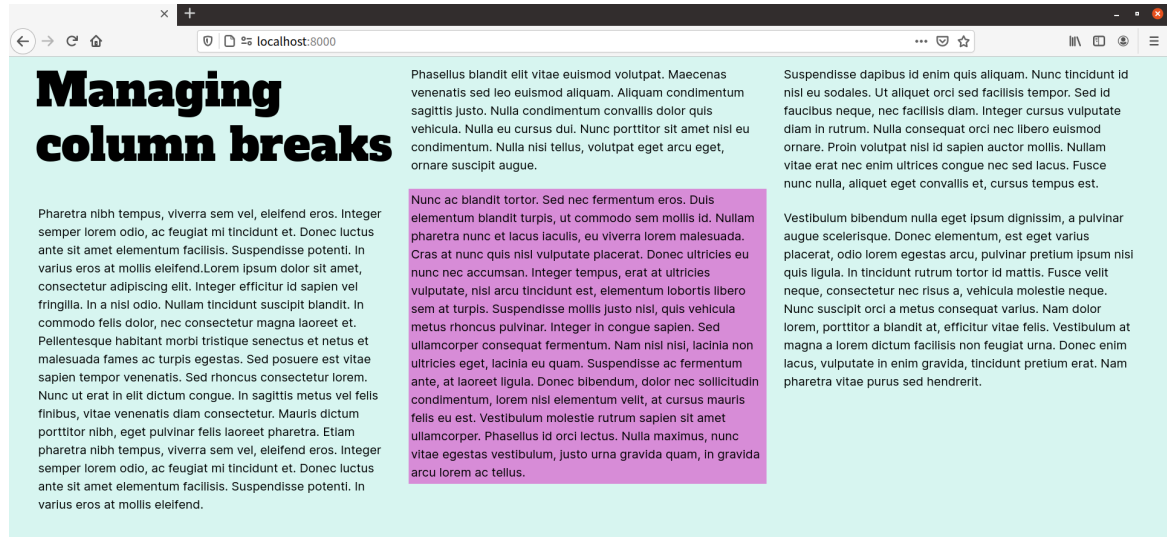 localhost:8000
Managing
column breaks
Pharetra nibh tempus, viverra sem vel, eleifend eros. Integer
semper lorem odio, ac feugiat mi tincidunt et. Donec luctus
ante sit amet elementum facilisis. Suspendisse potenti. In
varius eros at mollis eleifend.Lorem ipsum dolor sit amet,
consectetur adipiscing elit. Integer efficitur id sapien vel
fringilla. In a nisl odio. Nullam tincidunt suscipit blandit. In
commodo felis dolor, nec consectetur magna laoreet et.
Pellentesque habitant morbi tristique senectus et netus et
malesuada fames ac turpis egestas. Sed posuere est vitae
sapien tempor venenatis. Sed rhoncus consectetur lorem.
Nunc ut erat in elit dictum congue. In sagittis metus vel felis
finibus, vitae venenatis diam consectetur. Mauris dictum
porttitor nibh, eget pulvinar felis laoreet pharetra. Etiam
pharetra nibh tempus, viverra sem vel, eleifend eros. Integer
semper lorem odio, ac feugiat mi tincidunt et. Donec luctus
ante sit amet elementum facilisis. Suspendisse potenti. In
varius eros at mollis eleifend.
Phasellus blandit elit vitae euismod volutpat. Maecenas
venenatis sed leo euismod aliquam. Aliquam condimentum
sagittis justo. Nulla condimentum convallis dolor quis
vehicula. Nulla eu cursus dui. Nunc porttitor sit amet nisl eu
condimentum. Nulla nisi tellus, volutpat eget arcu eget,
ornare suscipit augue.
Nunc ac blandit tortor. Sed nec fermentum eros. Duis
elementum blandit turpis, ut commodo sem mollis id. Nullam
pharetra nunc et lacus iaculis, eu viverra lorem malesuada.
Cras at nunc quis nisl vulputate placerat. Donec ultricies eu
nunc nec accumsan. Integer tempus, erat at ultricies
vulputate, nisl arcu tincidunt est, elementum lobortis libero
sem at turpis. Suspendisse mollis justo nisl, quis vehicula
metus rhoncus pulvinar. Integer in congue sapien. Sed
ullamcorper consequat fermentum. Nam nisl nisi, lacinia non
ultricies eget, lacinia eu quam. Suspendisse ac fermentum
ante, at laoreet ligula. Donec bibendum, dolor nec sollicitudin
condimentum, lorem nisl elementum velit, at cursus mauris
felis eu est. Vestibulum molestie rutrum sapien sit amet
ullamcorper. Phasellus id orci lectus. Nulla maximus, nunc
vitae egestas vestibulum, justo urna gravida quam, in gravida
arcu lorem ac tellus.
Suspendisse dapibus id enim quis aliquam. Nunc tincidunt id
nisl eu sodales. Ut aliquet orci sed facilisis tempor. Sed id
faucibus neque, nec facilisis diam. Integer cursus vulputate
diam in rutrum. Nulla consequat orci nec libero euismod
ornare. Proin volutpat nisl id sapien auctor mollis. Nullam
vitae erat nec enim ultrices congue nec sed lacus. Fusce
nunc nulla, aliquet eget convallis et, cursus tempus est.
Vestibulum bibendum nulla eget ipsum dignissim, a pulvinar
augue scelerisque. Donec elementum, est eget varius
placerat, odio lorem egestas arcu, pulvinar pretium ipsum nisi
quis ligula. In tincidunt rutrum tortor id mattis. Fusce velit
neque, consectetur nec risus a, vehicula molestie neque.
Nunc suscipit orci a metus consequat varius. Nam dolor
lorem, porttitor a blandit at, efficitur vitae felis. Vestibulum at
magna a lorem dictum facilisis non feugiat urna. Donec enim
lacus, vulputate in enim gravida, tincidunt pretium erat. Nam
pharetra vitae purus sed hendrerit.